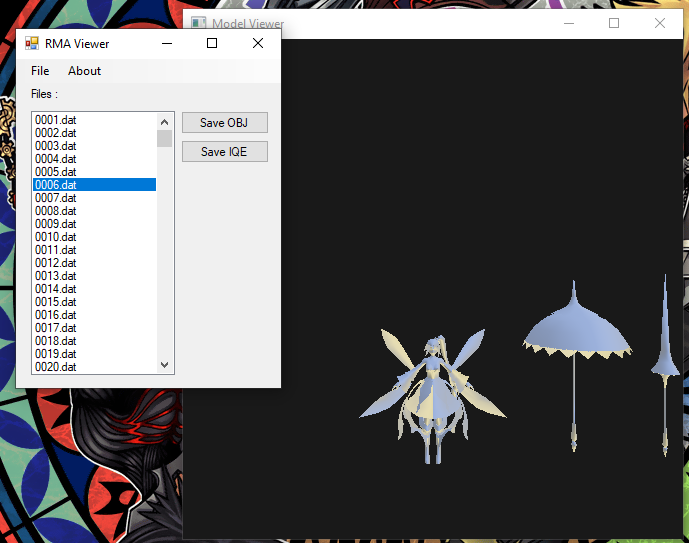 Model Viewer
RMA Viewer
File About
Files :
0001.dat
0002.dat
0003.dat
0004.dat
0005.dat
0006.dat
0007.dat
0008.dat
0009.dat
0010.dat
0011.dat
0012.dat
0013.dat
0014.dat
0015.dat
0016.dat
0017.dat
0018.dat
0019.dat
0020.dat
Save OBJ
Save IQE